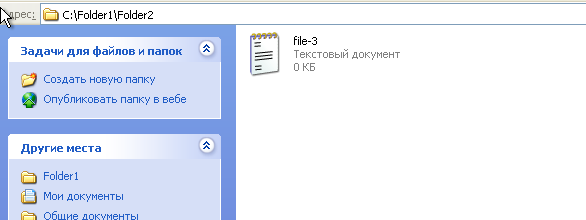 дрес: C:\Folder1\Folder2
Задачи для файлов и папок
Создать новую папку
Опубликовать папку в вебе
Другие места
Folder1
Мои документы
Общие документы
file-3
Текстовый документ
0 КБ